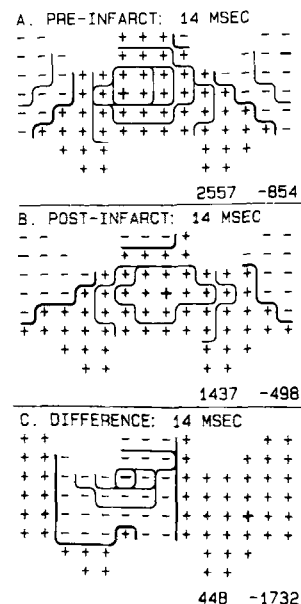 A. PRE-INFARCT: 14 MSEC
2557 -854
B. POST-INFARCT: 14 MSEC
1437 -498
C. DIFFERENCE: 14 MSEC
448 -1732